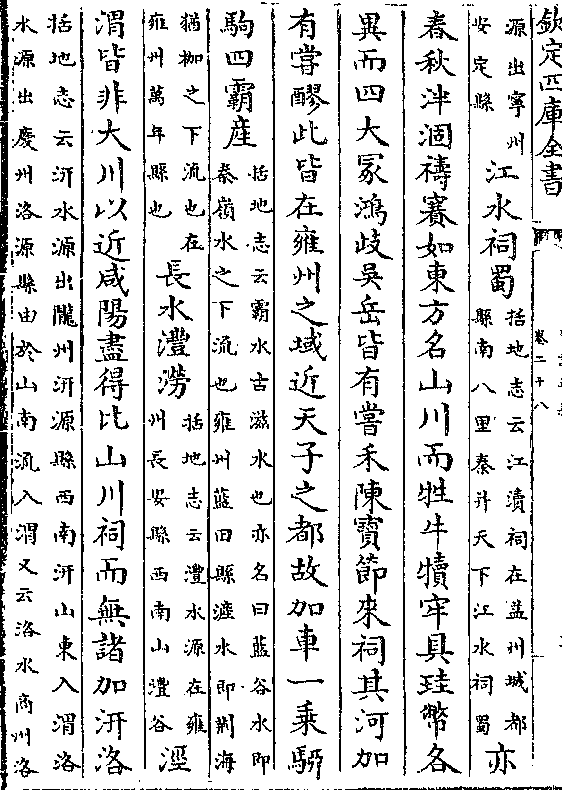 欽定四庫全書
卷二十八
源出寧州
安定縣
江水祠蜀
括地志云江瀆祠在益州城都
縣南八里秦并天下江水祠蜀
亦
春秋泮涸禱賽如東方名山川而牲牛犢牢具珪幣各
異而四大冢鴻歧吳岳皆有嘗禾陳寶節來祠其河加
有嘗醪此皆在雍州之域近天子之都故加車一乘駵
駒四霸産
括地志云霸水古滋水也亦名曰藍谷水即
秦嶺水之下流也雍州藍田縣滻水即荆海
猶枷之下流也在
雍州萬年縣也
長水灃澇
括地志云灃水源在雍
州長安縣西南山灃谷
涇
渭皆非大川以近咸陽盡得比山川祠而無諸加汧洛
括地志云汧水源出隴州汧源縣西南汧山東入渭洛
水源出慶州洛源縣由於山南流入渭又云洛水商州洛